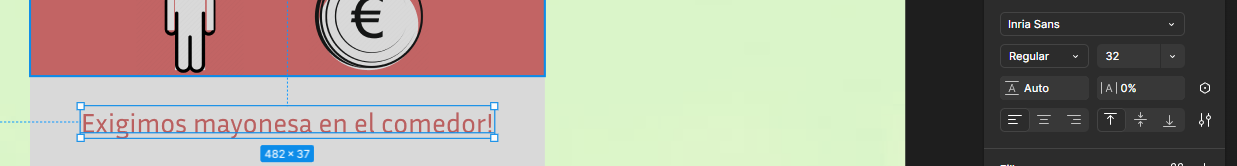 €
Inria Sans
Regular
32
Auto
|A| 0%
Exigimos mayonesa en el comedor!
482 × 37